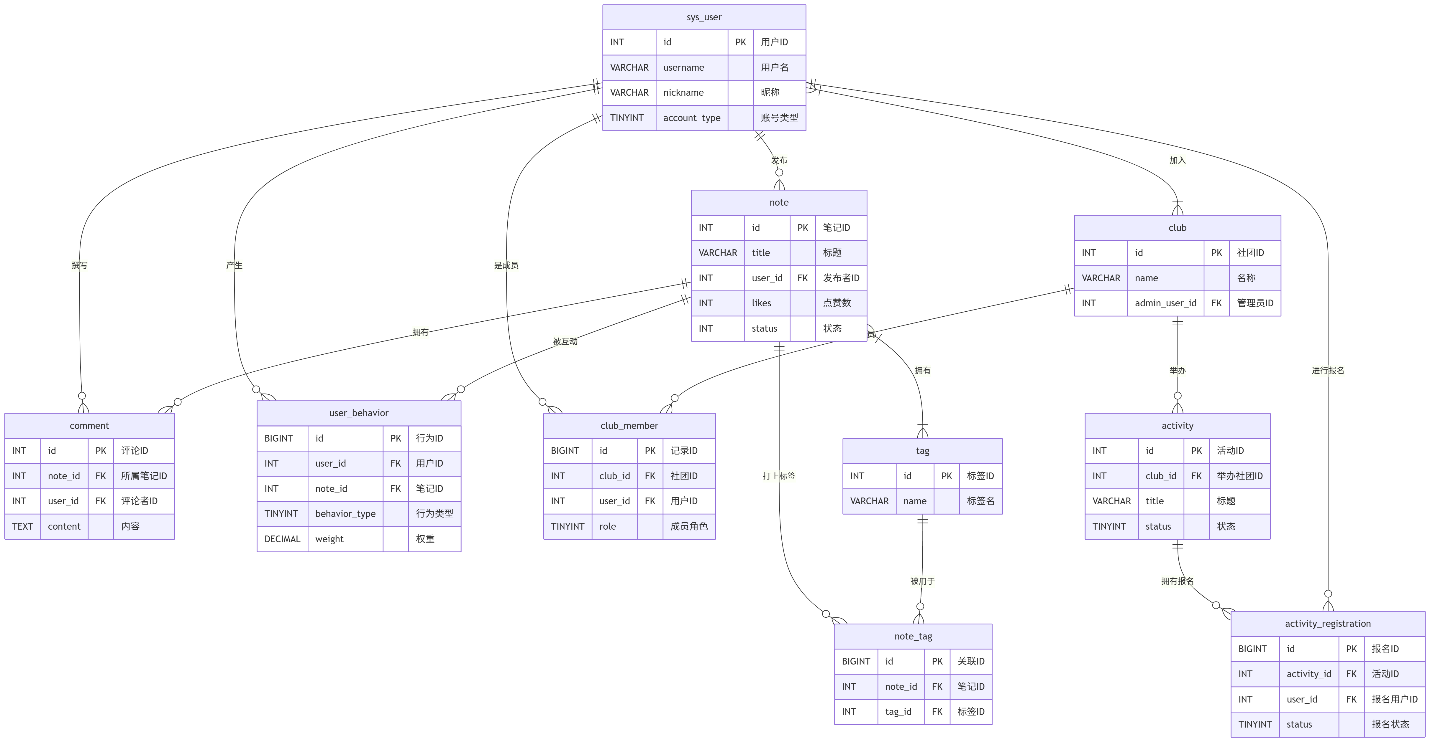 sys_user
INT id PK 用户ID
VARCHAR username 用户名
VARCHAR nickname 昵称
TINYINT account_type 账号类型
发布
加入
note
INT id PK 笔记ID
VARCHAR title 标题
INT user_id FK 发布者ID
INT likes 点赞数
INT status 状态
club
INT id PK 社团ID
VARCHAR name 名称
INT admin_user_id FK 管理员ID
撰写
产生
是成员
拥有
被互动
拥有
举办
进行报名
comment
INT id PK 评论ID
INT note_id FK 所属笔记ID
INT user_id FK 评论者ID
TEXT content 内容
user_behavior
BIGINT id PK 行为ID
INT user_id FK 用户ID
INT note_id FK 笔记ID
TINYINT behavior_type 行为类型
DECIMAL weight 权重
club_member
BIGINT id PK 记录ID
INT club_id FK 社团ID
INT user_id FK 用户ID
TINYINT role 成员角色
tag
INT id PK 标签ID
VARCHAR name 标签名
activity
INT id PK 活动ID
INT club_id FK 举办社团ID
VARCHAR title 标题
TINYINT status 状态
打上标签
被用于
拥有报名
note_tag
BIGINT id PK 关联ID
INT note_id FK 笔记ID
INT tag_id FK 标签ID
activity_registration
BIGINT id PK 报名ID
INT activity_id FK 活动ID
INT user_id FK 报名用户ID
TINYINT status 报名状态